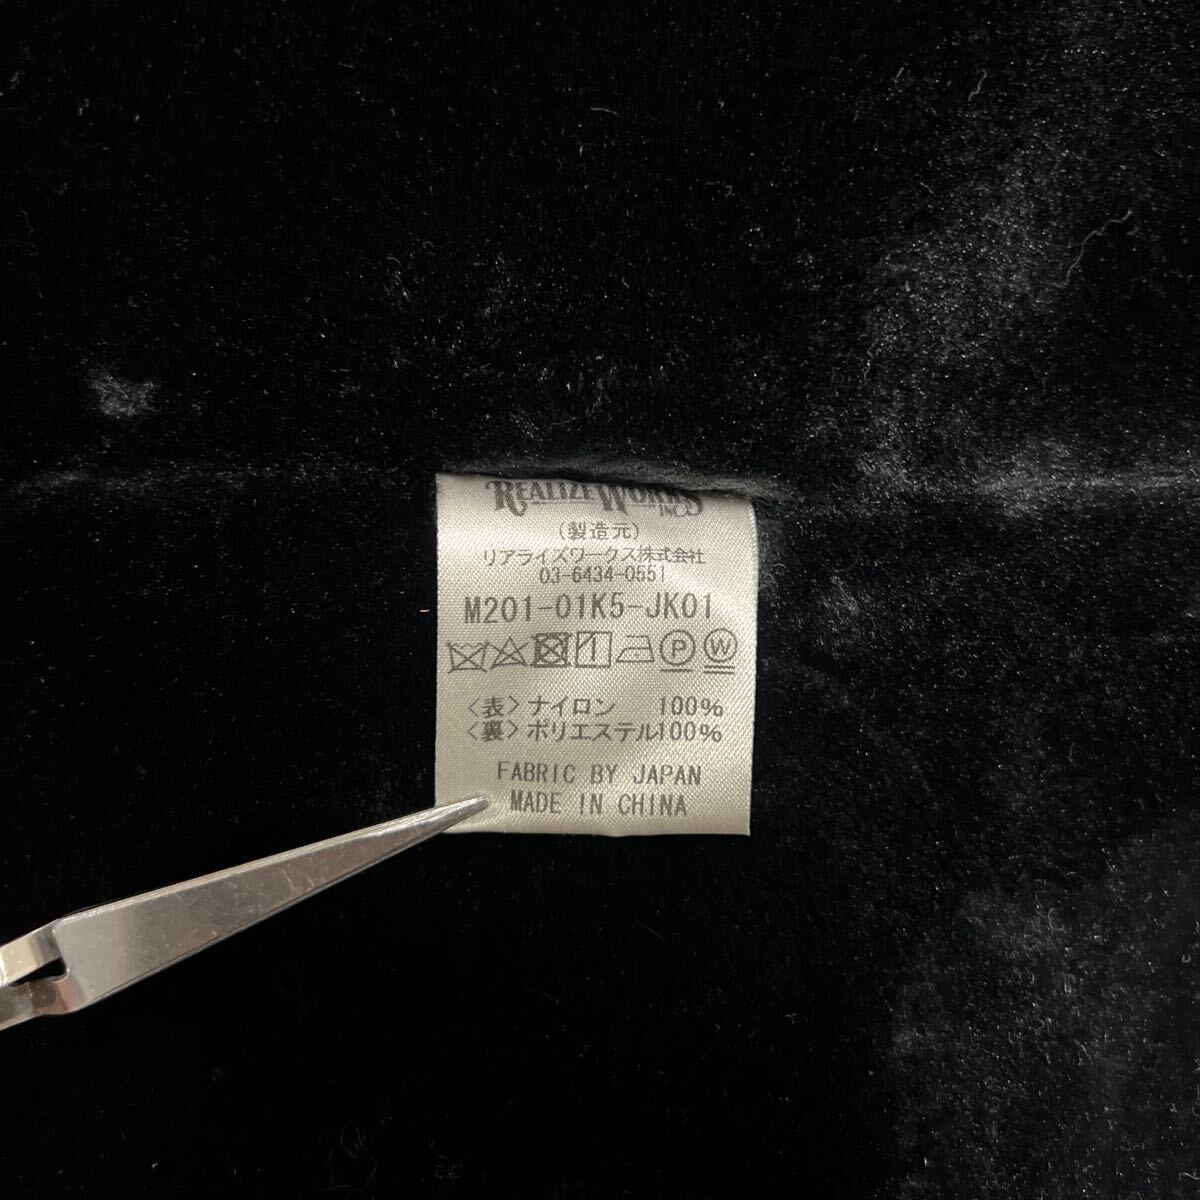 REALIZE WORKS
INC.
(製造元)
リアライズワークス株式会社
03-6434-0551
M201-01K5-JK01
P W
<表>ナイロン 100%
<裏>ポリエステル100%
FABRIC BY JAPAN
MADE IN CHINA